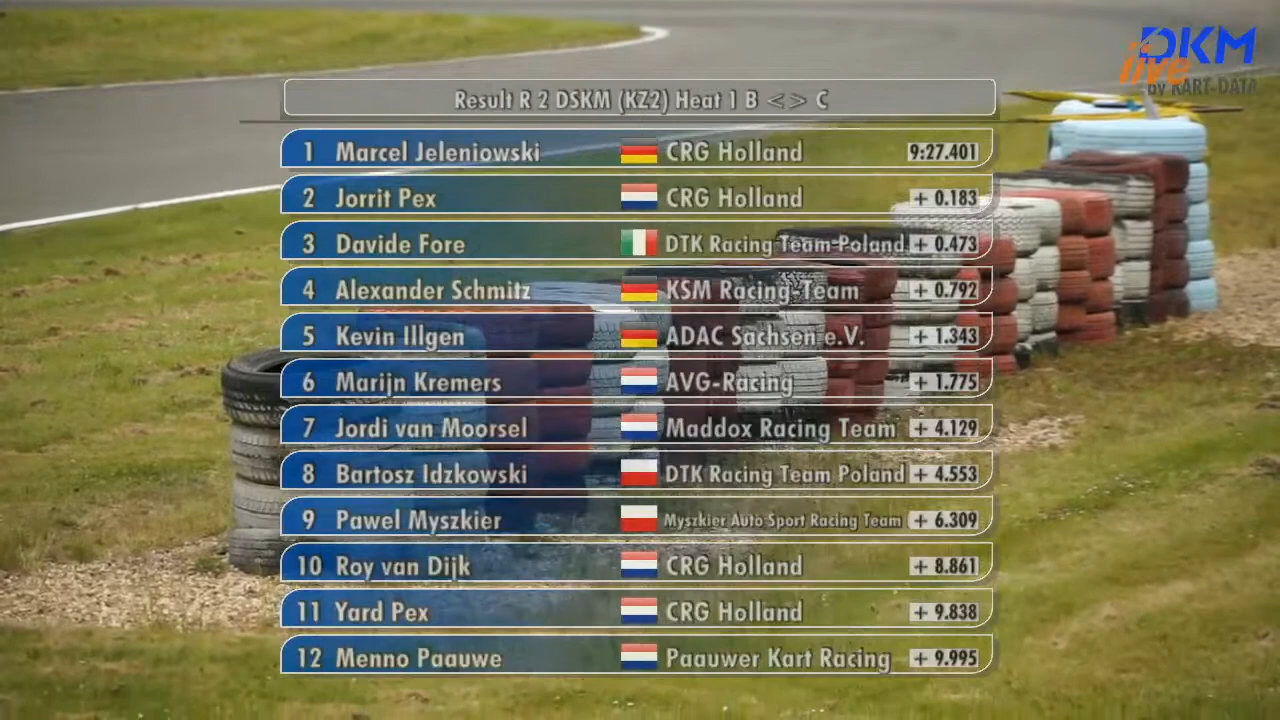 DKM
live
by KART-DATA
Result R 2 DSKM (KZ2) Heat 1 B <> C
1 Marcel Jeleniowski CRG Holland 9:27.401
2 Jorrit Pex CRG Holland + 0.183
3 Davide Fore DTK Racing Team Poland + 0.473
4 Alexander Schmitz KSM Racing-Team + 0.792
5 Kevin Illgen ADAC Sachsen e.V. + 1.343
6 Marijn Kremers AVG-Racing + 1.775
7 Jordi van Moorsel Maddox Racing Team + 4.129
8 Bartosz Idzkowski DTK Racing Team Poland + 4.553
9 Pawel Myszkier Myszkier Auto Sport Racing Team + 6.309
10 Roy van Dijk CRG Holland + 8.861
11 Yard Pex CRG Holland + 9.838
12 Menno Paauwe Paauwer Kart Racing + 9.995